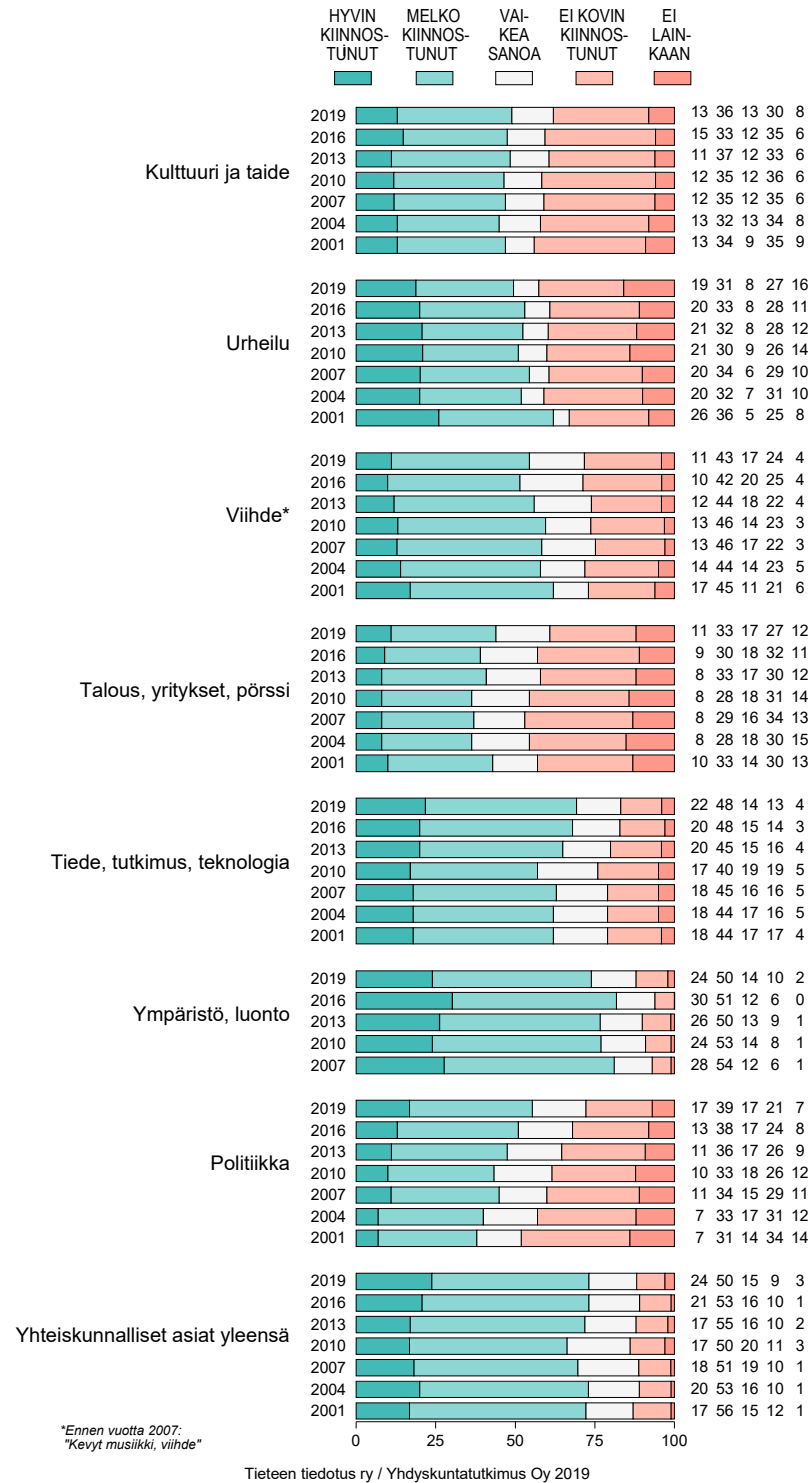 HYVIN KIINNOS- TUNUT
MELKO KIINNOS- TUNUT
VAI- KEA SANOA
EI KOVIN KIINNOS- TUNUT
EI LAIN- KAAN
Kulttuuri ja taide
2019 13 36 13 30 8
2016 15 33 12 35 6
2013 11 37 12 33 6
2010 12 35 12 36 6
2007 12 35 12 35 6
2004 13 32 13 34 8
2001 13 34 9 35 9
Urheilu
2019 19 31 8 27 16
2016 20 33 8 28 11
2013 21 32 8 28 12
2010 21 30 9 26 14
2007 20 34 6 29 10
2004 20 32 7 31 10
2001 26 36 5 25 8
Viihde*
2019 11 43 17 24 4
2016 10 42 20 25 4
2013 12 44 18 22 4
2010 13 46 14 23 3
2007 13 46 17 22 3
2004 14 44 14 23 5
2001 17 45 11 21 6
Talous, yritykset, pörssi
2019 11 33 17 27 12
2016 9 30 18 32 11
2013 8 33 17 30 12
2010 8 28 18 31 14
2007 8 29 16 34 13
2004 8 28 18 30 15
2001 10 33 14 30 13
Tiede, tutkimus, teknologia
2019 22 48 14 13 4
2016 20 48 15 14 3
2013 20 45 15 16 4
2010 17 40 19 19 5
2007 18 45 16 16 5
2004 18 44 17 16 5
2001 18 44 17 17 4
Ympäristö, luonto
2019 24 50 14 10 2
2016 30 51 12 6 0
2013 26 50 13 9 1
2010 24 53 14 8 1
2007 28 54 12 6 1
Politiikka
2019 17 39 17 21 7
2016 13 38 17 24 8
2013 11 36 17 26 9
2010 10 33 18 26 12
2007 11 34 15 29 11
2004 7 33 17 31 12
2001 7 31 14 34 14
Yhteiskunnalliset asiat yleensä
2019 24 50 15 9 3
2016 21 53 16 10 1
2013 17 55 16 10 2
2010 17 50 20 11 3
2007 18 51 19 10 1
2004 20 53 16 10 1
2001 17 56 15 12 1
0 25 50 75 100
*Ennen vuotta 2007:
"Kevyt musiikki, viihde"
Tieteen tiedotus ry / Yhdyskuntatutkimus Oy 2019